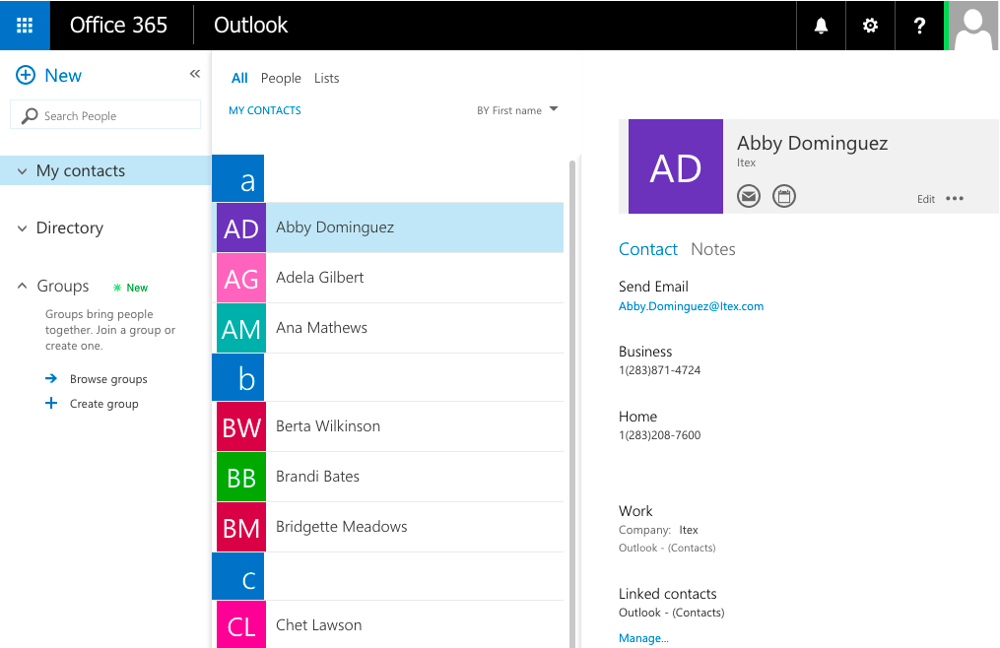 Office 365
Outlook
?
New
«
Search People
My contacts
Directory
Groups
New
Groups bring people
together. Join a group or
create one.
Browse groups
Create group
All People Lists
MY CONTACTS
BY First name
a
AD Abby Dominguez
AG Adela Gilbert
AM Ana Mathews
b
BW Berta Wilkinson
BB Brandi Bates
BM Bridgette Meadows
c
CL Chet Lawson
AD
Abby Dominguez
Itex
Edit •••
Contact Notes
Send Email
Abby.Dominguez@Itex.com
Business
1(283)871-4724
Home
1(283)208-7600
Work
Company: Itex
Outlook - (Contacts)
Linked contacts
Outlook - (Contacts)
Manage...